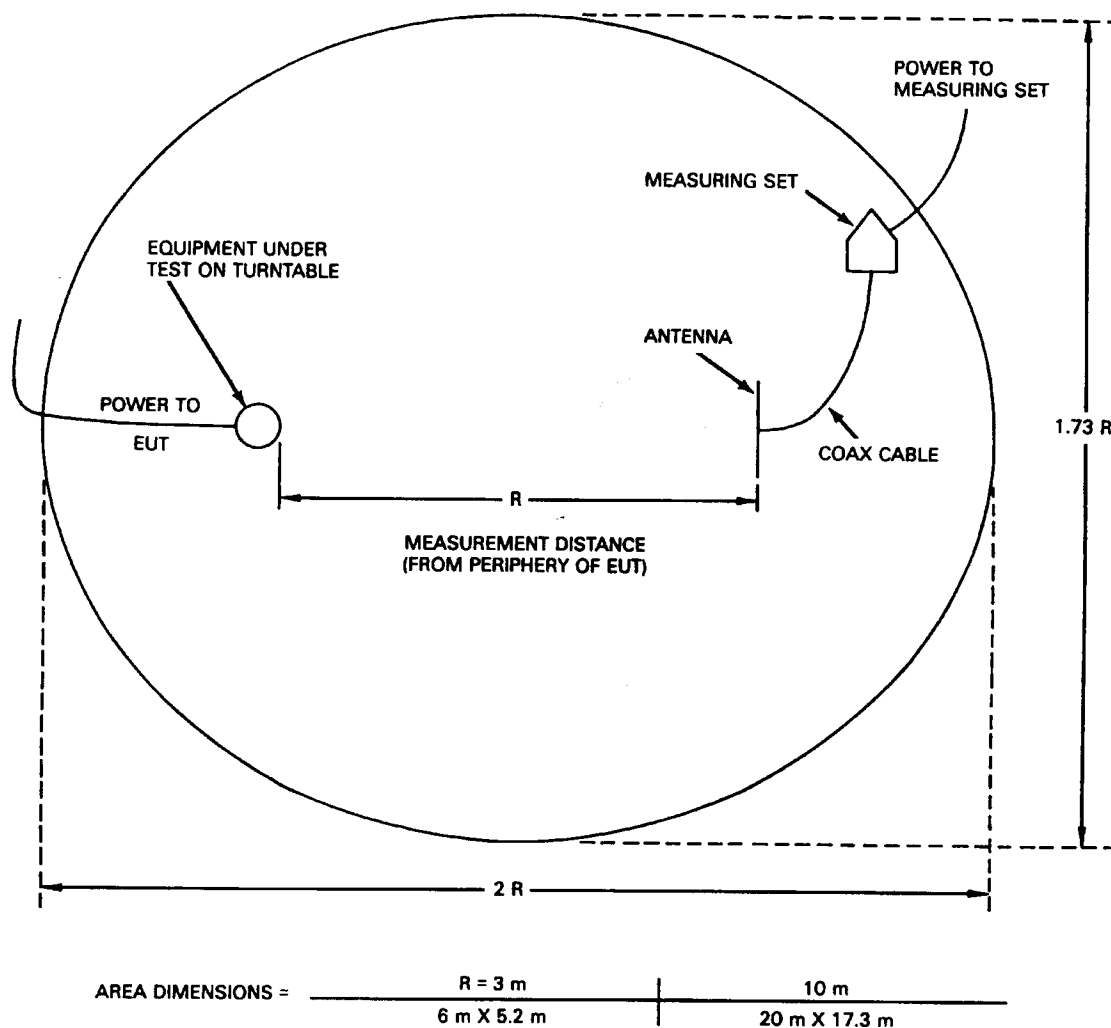 POWER TO
MEASURING SET
MEASURING SET
EQUIPMENT UNDER
TEST ON TURNTABLE
ANTENNA
POWER TO
EUT
COAX CABLE
1.73 R
R
MEASUREMENT DISTANCE
(FROM PERIPHERY OF EUT)
2 R
AREA DIMENSIONS =
R = 3 m
10 m
6 m X 5.2 m
20 m X 17.3 m